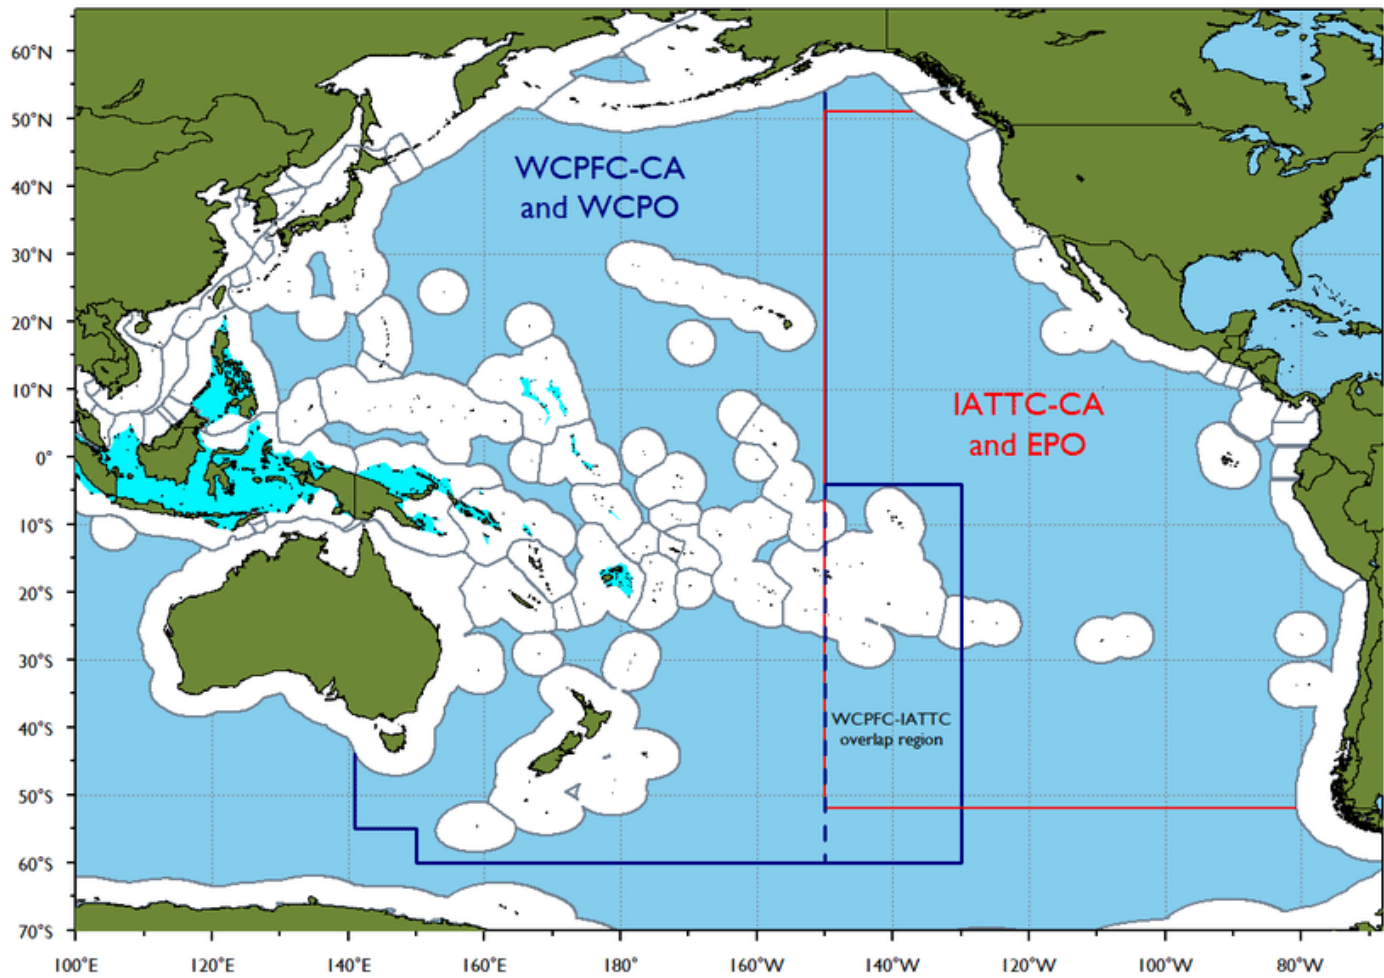 60°N
50°N
40°N
30°N
20°N
10°N
0°
10°S
20°S
30°S
40°S
50°S
60°S
70°S
WCPFC-CA
and WCPO
IATTC-CA
and EPO
WCPFC-IATTC
overlap region
100°E 120°E 140°E 160°E 180° 160°W 140°W 120°W 100°W 80°W